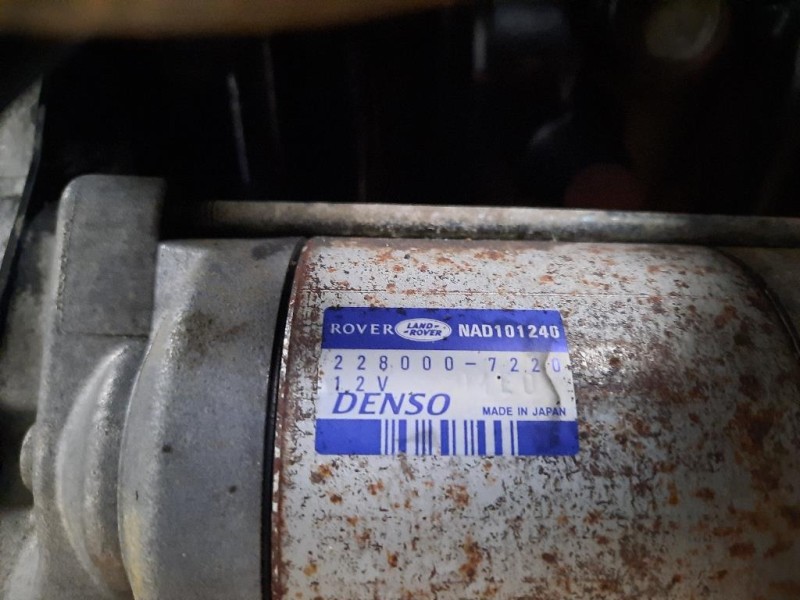 ROVER LAND-ROVER NAD101240
228000-7220
12V
DENSO MADE IN JAPAN